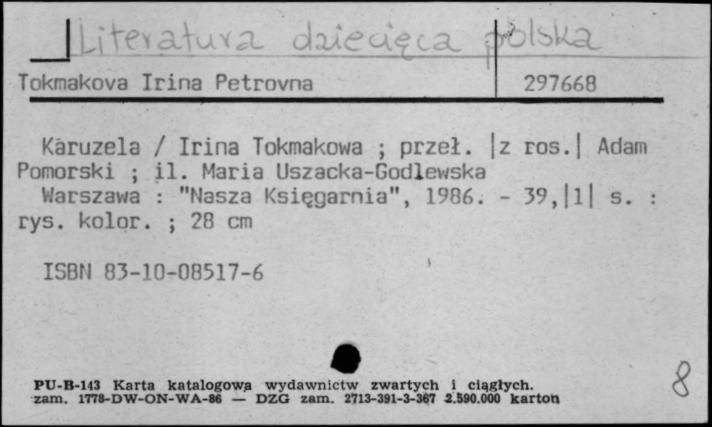 Literatura dziecięca polska
Tokmakova Irina Petrovna 297668
Karuzela / Irina Tokmakowa ; przeł. |z ros.| Adam
Pomorski ; il. Maria Uszacka-Godlewska
Warszawa : "Nasza Księgarnia", 1986. - 39,|1| s. :
rys. kolor. ; 28 cm
ISBN 83-10-08517-6
8
PU-B-143 Karta katalogowa wydawnictw zwartych i ciągłych.
zam. 1778-DW-ON-WA-86 — DZG zam. 2713-391-3-367 2.590.000 karton